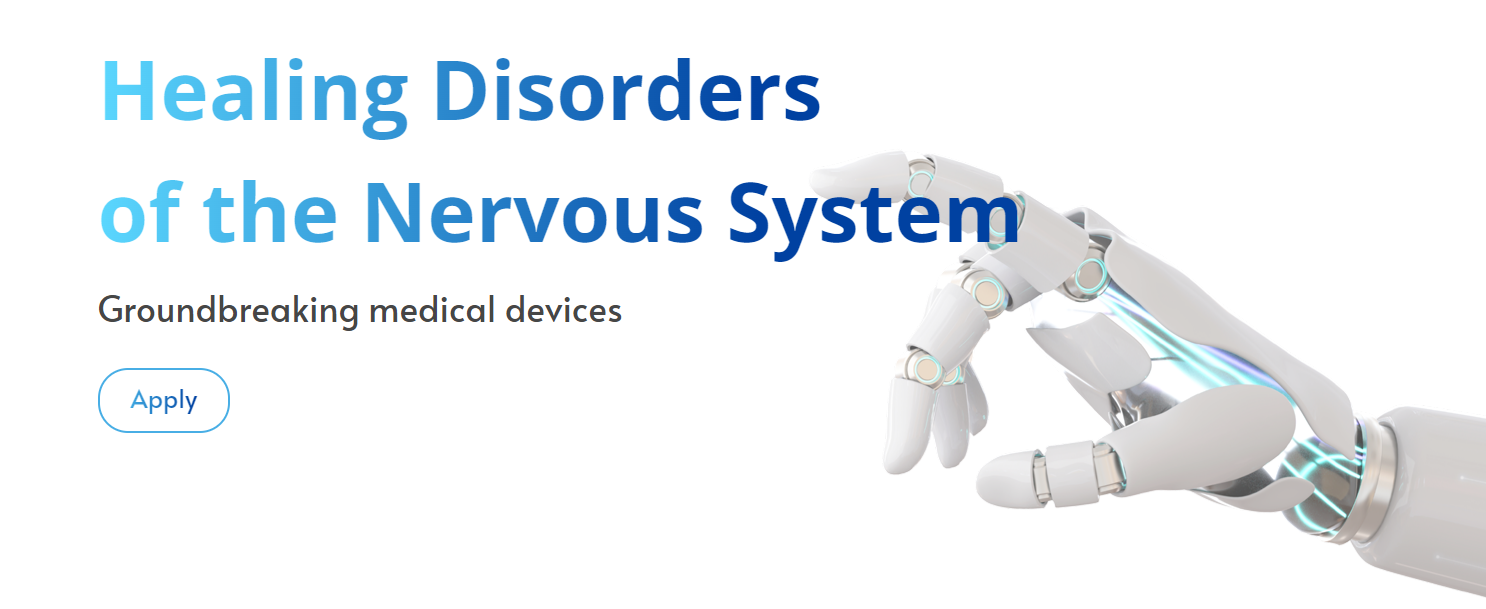 Healing Disorders
of the Nervous System
Groundbreaking medical devices
Apply